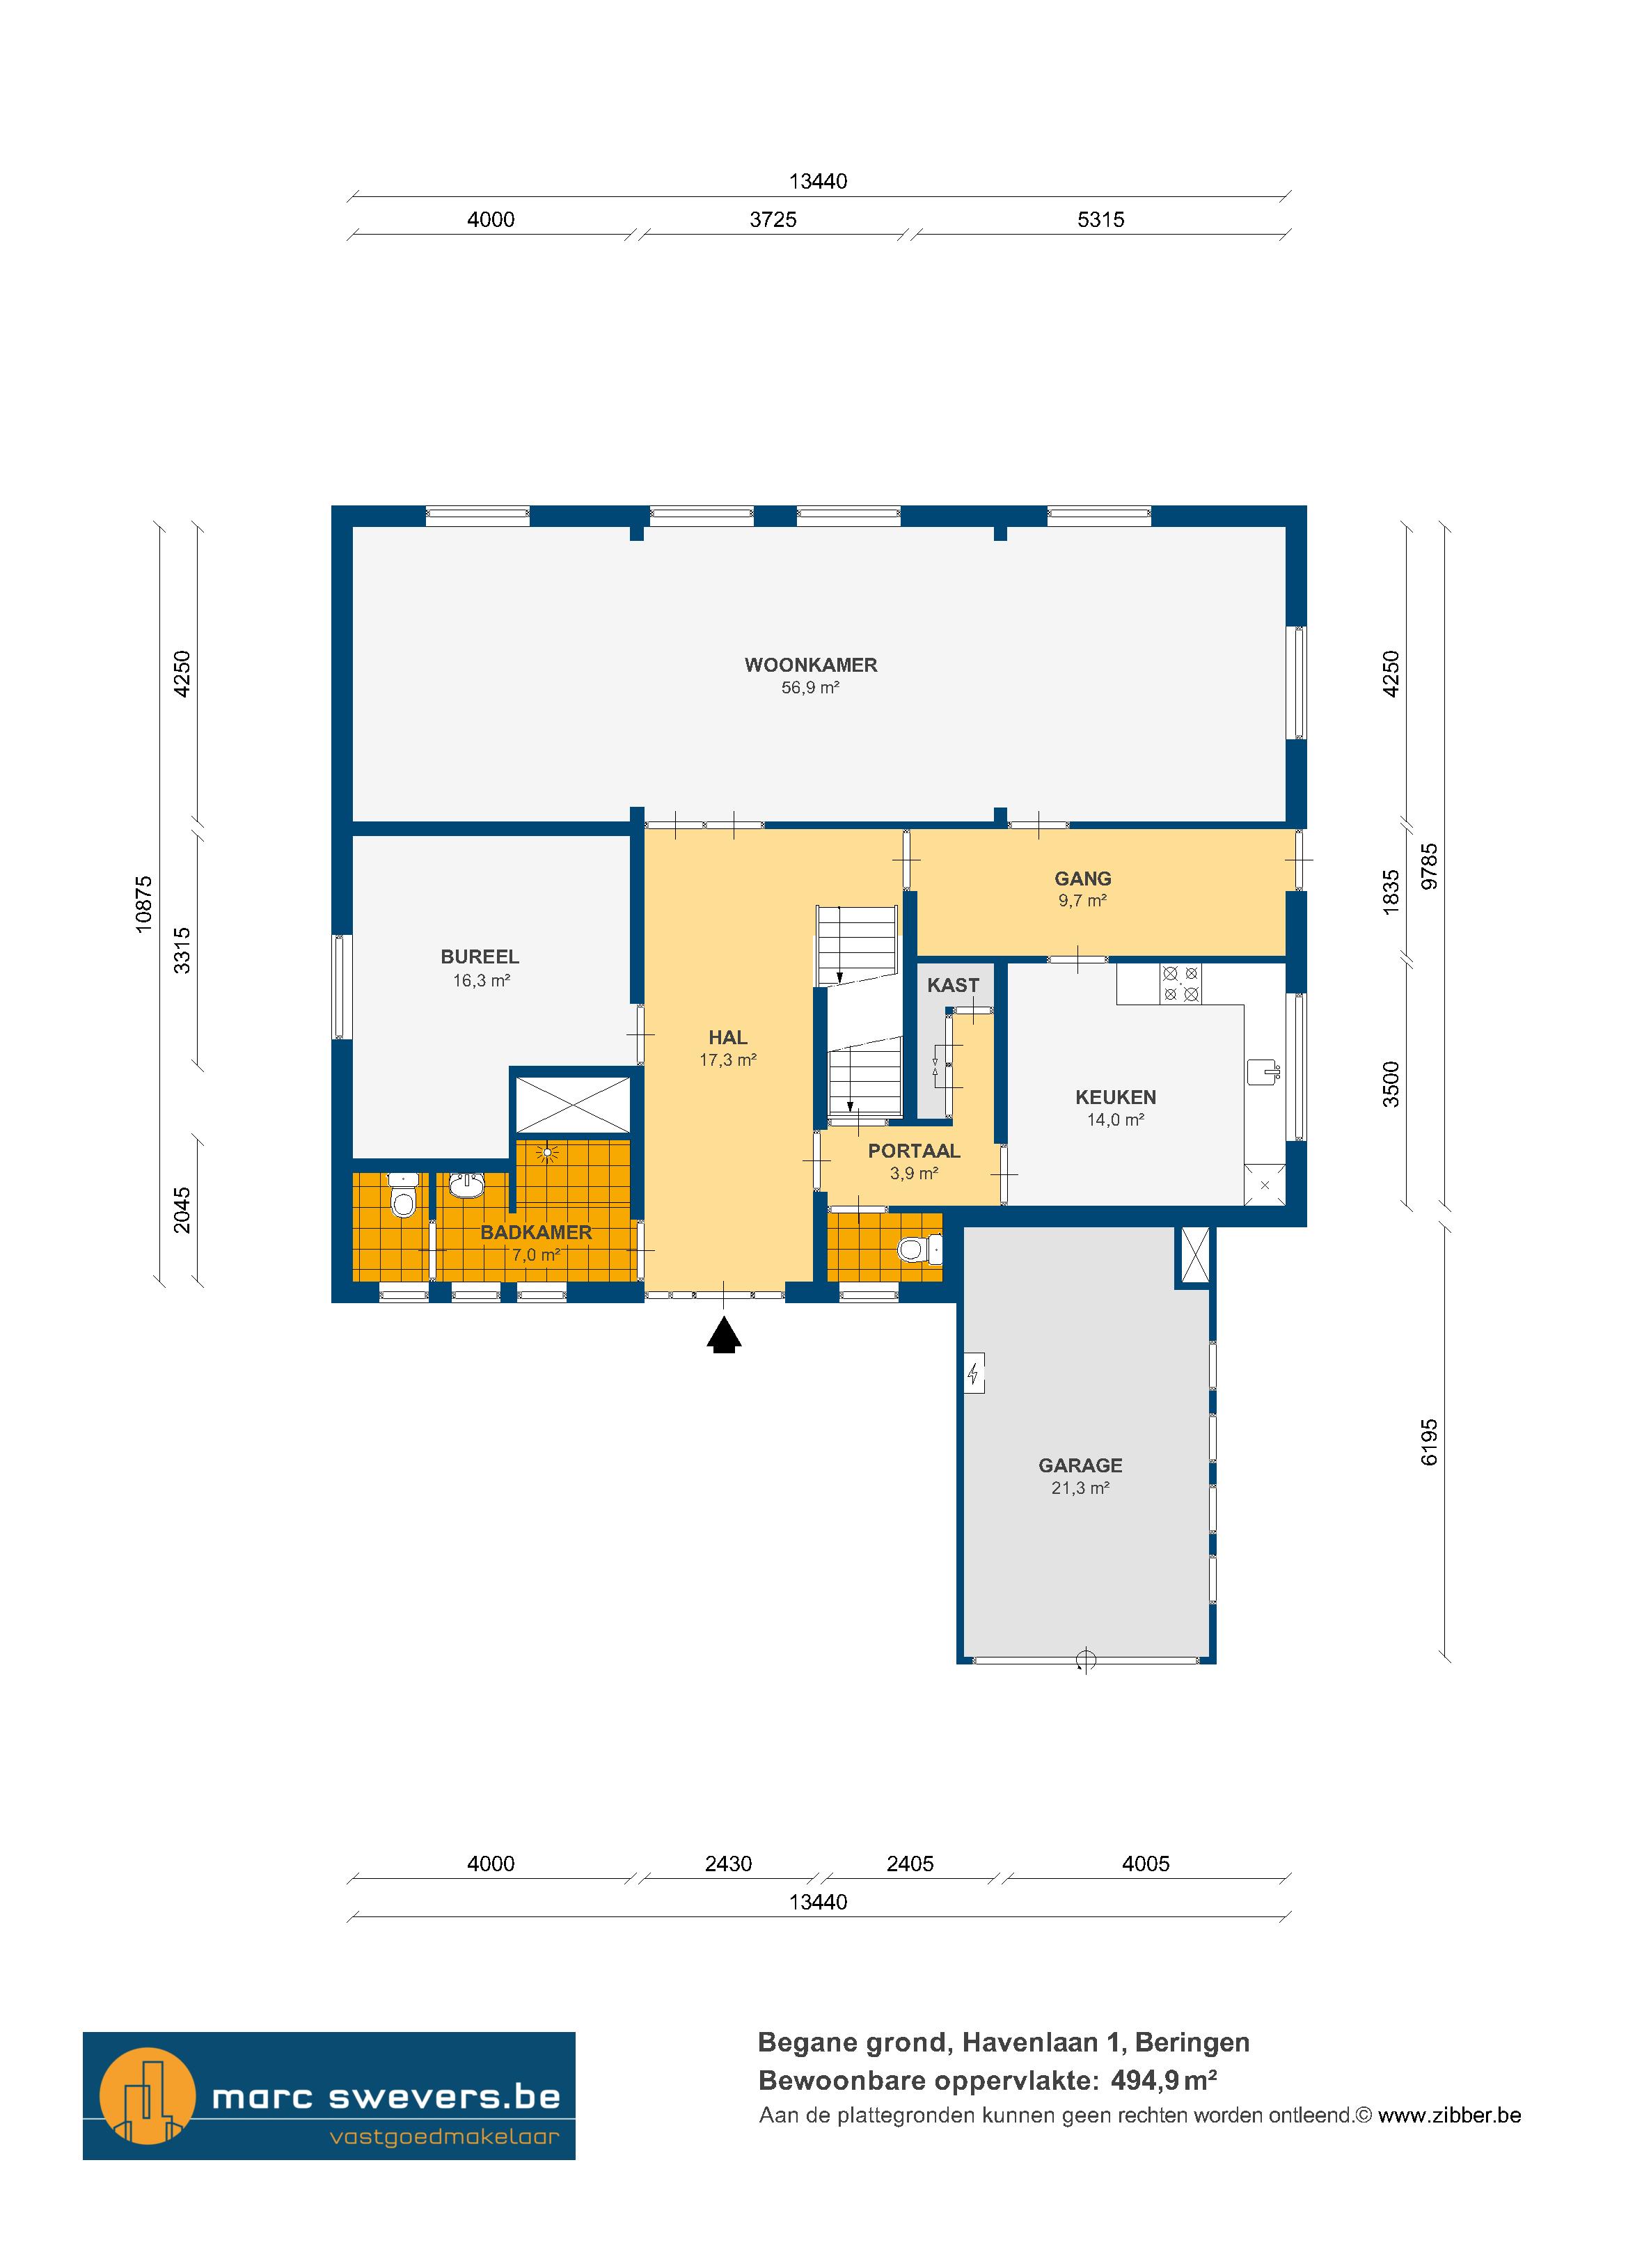 13440
4000 3725 5315
WOONKAMER
56,9 m²
4250
10875
3315
2045
4250
1835
9785
3500
6195
GANG
9,7 m²
BUREEL
16,3 m²
KAST
HAL
17,3 m²
KEUKEN
14,0 m²
PORTAAL
3,9 m²
BADKAMER
7,0 m²
GARAGE
21,3 m²
4000 2430 2405 4005
13440
marc swevers.be
vastgoedmakelaar
Begane grond, Havenlaan 1, Beringen
Bewoonbare oppervlakte: 494,9 m²
Aan de plattegronden kunnen geen rechten worden ontleend.© www.zibber.be